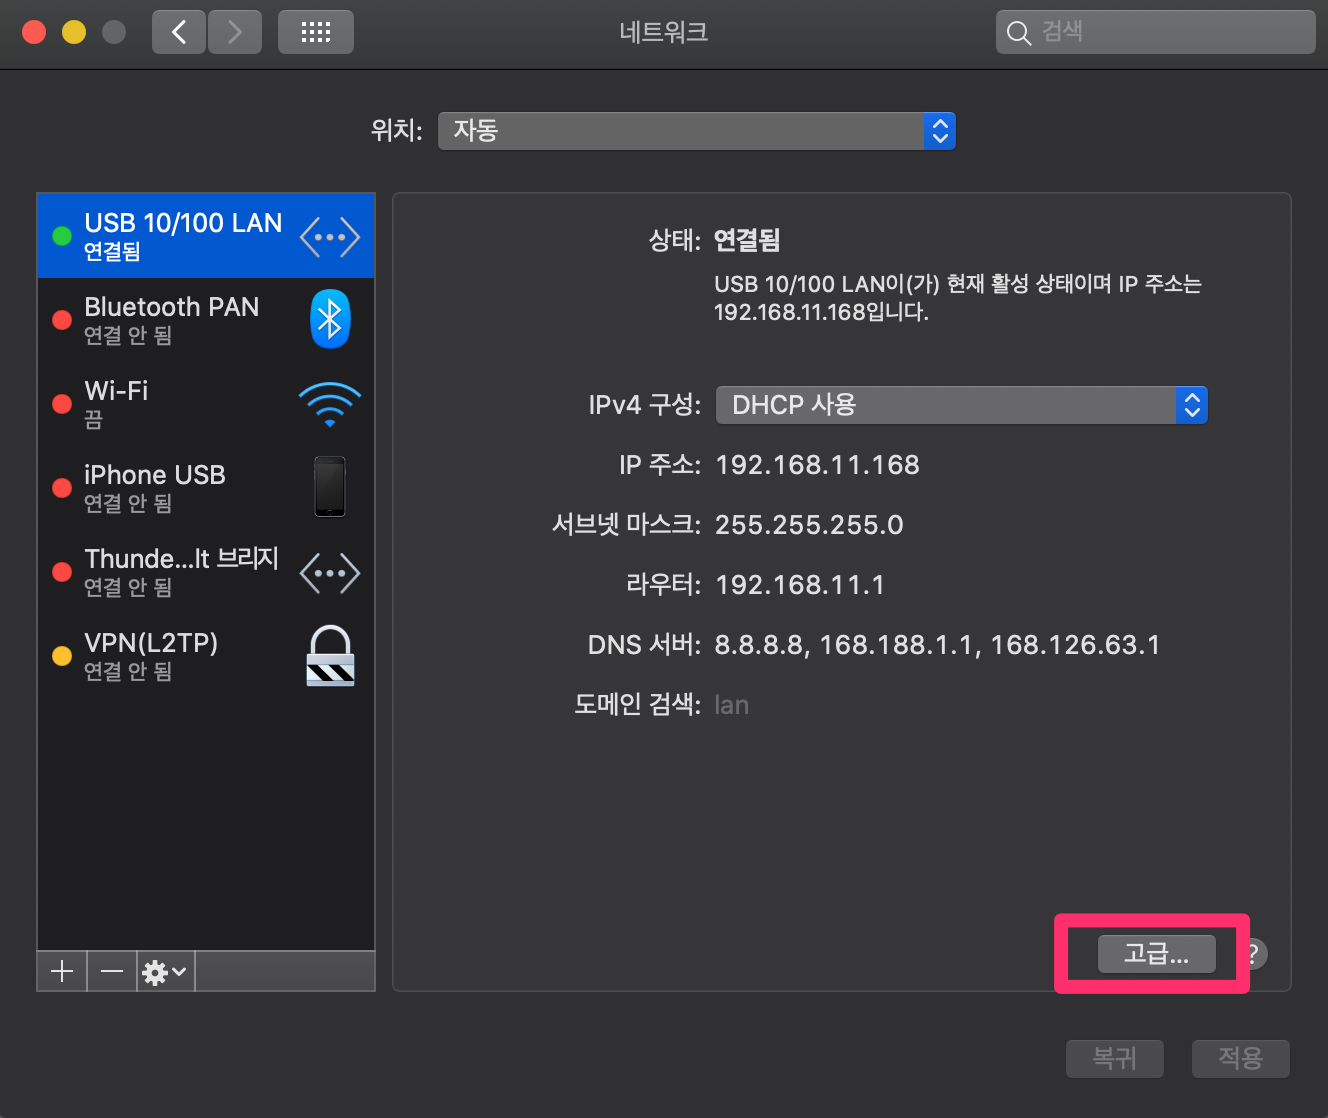 네트워크
검색
위치: 자동
USB 10/100 LAN
연결됨
Bluetooth PAN
연결 안 됨
Wi-Fi
끔
iPhone USB
연결 안 됨
Thunde...lt 브리지
연결 안 됨
VPN(L2TP)
연결 안 됨
상태: 연결됨
USB 10/100 LAN이(가) 현재 활성 상태이며 IP 주소는
192.168.11.168입니다.
IPv4 구성: DHCP 사용
IP 주소: 192.168.11.168
서브넷 마스크: 255.255.255.0
라우터: 192.168.11.1
DNS 서버: 8.8.8.8, 168.188.1.1, 168.126.63.1
도메인 검색: lan
고급... ?
복귀 적용